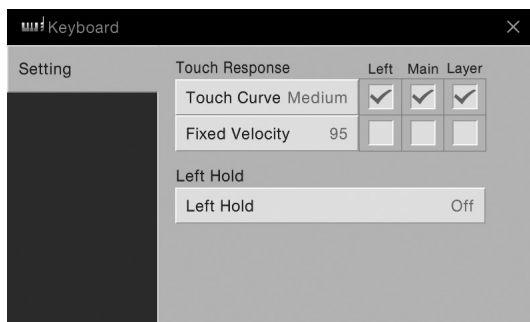 Keyboard
Setting
Touch Response Left Main Layer
Touch Curve Medium
Fixed Velocity 95
Left Hold
Left Hold Off